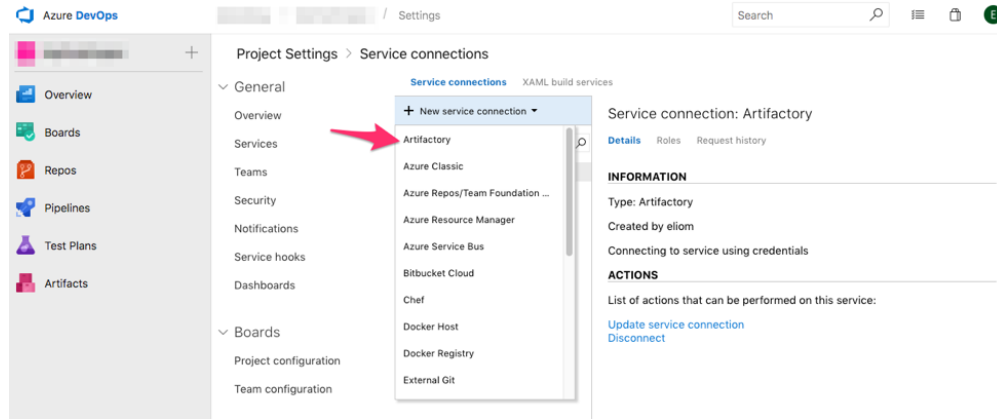 Azure DevOps
/ Settings
Search
E
Project Settings > Service connections
Overview
Boards
Repos
Pipelines
Test Plans
Artifacts
General
Overview
Services
Teams
Security
Notifications
Service hooks
Dashboards
Boards
Project configuration
Team configuration
Service connections XAML build services
+ New service connection
Artifactory
Azure Classic
Azure Repos/Team Foundation ...
Azure Resource Manager
Azure Service Bus
Bitbucket Cloud
Chef
Docker Host
Docker Registry
External Git
Service connection: Artifactory
Details Roles Request history
INFORMATION
Type: Artifactory
Created by eliom
Connecting to service using credentials
ACTIONS
List of actions that can be performed on this service:
Update service connection
Disconnect